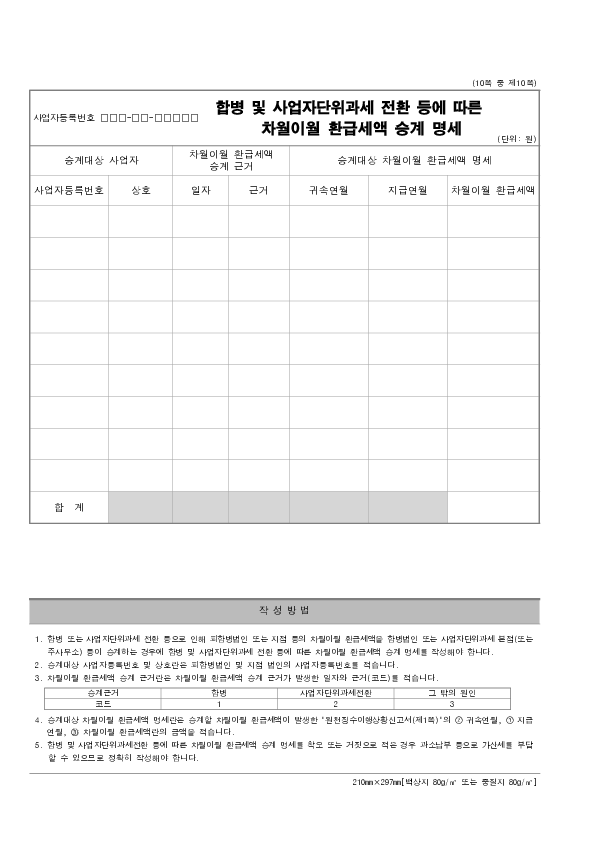 (10쪽 중 제10쪽)
사업자등록번호 □□□-□□-□□□□□
합병 및 사업자단위과세 전환 등에 따른
차월이월 환급세액 승계 명세
(단위: 원)
승계대상 사업자
차월이월 환급세액
승계 근거
승계대상 차월이월 환급세액 명세
사업자등록번호 상호 일자 근거 귀속연월 지급연월 차월이월 환급세액
합 계
작 성 방 법
1. 합병 또는 사업자단위과세 전환 등으로 인해 피합병법인 또는 지점 등의 차월이월 환급세액을 합병법인 또는 사업자단위과세 본점(또는
주사무소) 등이 승계하는 경우에 합병 및 사업자단위과세 전환 등에 따른 차월이월 환급세액 승계 명세를 작성해야 합니다.
2. 승계대상 사업자등록번호 및 상호란은 피합병법인 및 지점 법인의 사업자등록번호를 적습니다.
3. 차월이월 환급세액 승계 근거란은 차월이월 환급세액 승계 근거가 발생한 일자와 근거(코드)를 적습니다.
승계근거 합병 사업자단위과세전환 그 밖의 원인
코드 1 2 3
4. 승계대상 차월이월 환급세액 명세란은 승계할 차월이월 환급세액이 발생한 '원천징수이행상황신고서(제1쪽)'의 ② 귀속연월, ③ 지급
연월, ⑳ 차월이월 환급세액란의 금액을 적습니다.
5. 합병 및 사업자단위과세전환 등에 따른 차월이월 환급세액 승계 명세를 착오 또는 거짓으로 적은 경우 과소납부 등으로 가산세를 부담
할 수 있으므로 정확히 작성해야 합니다.
210㎜×297㎜[백상지 80g/㎡ 또는 중질지 80g/㎡]